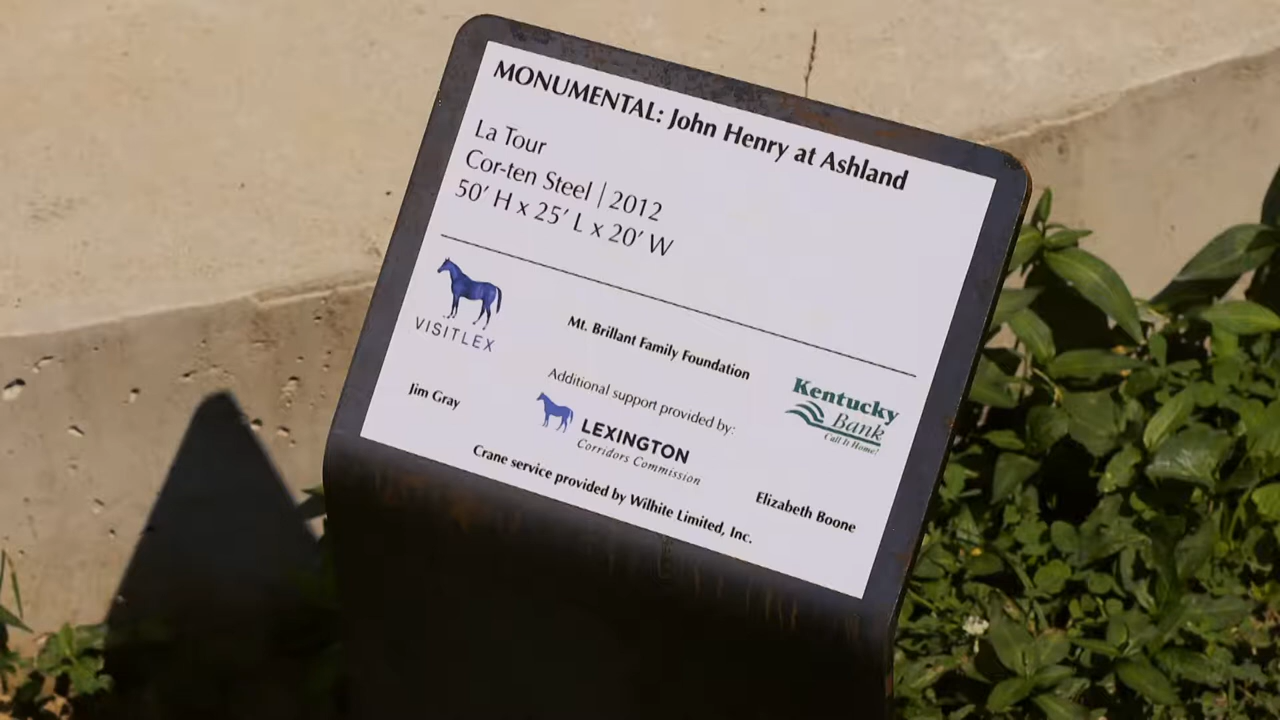 MONUMENTAL: John Henry at Ashland
La Tour
Cor-ten Steel | 2012
50' H x 25' L x 20' W
VISITLEX
Mt. Brillant Family Foundation
Kentucky
Bank
Call It Home!
Jim Gray
Additional support provided by:
LEXINGTON
Corridors Commission
Elizabeth Boone
Crane service provided by Wilhite Limited, Inc.